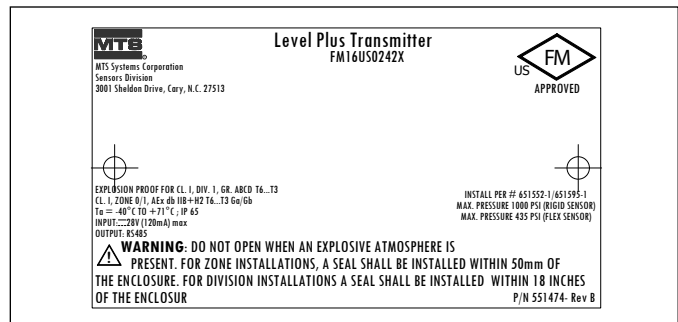 MTS
Level Plus Transmitter
FM16US0242X
MTS Systems Corporation
Sensors Division
3001 Sheldon Drive, Cary, N.C. 27513
FM
US
APPROVED
EXPLOSION PROOF FOR CL. I, DIV. 1, GR. ABCD T6...T3
CL. I, ZONE 0/1, AEx db IIB+H2 T6...T3 Ga/Gb
Ta = -40°C TO +71°C ; IP 65
INPUT:⎓28V (120mA) max
OUTPUT: RS485
INSTALL PER # 651552-1/651595-1
MAX. PRESSURE 1000 PSI (RIGID SENSOR)
MAX. PRESSURE 435 PSI (FLEX SENSOR)
WARNING: DO NOT OPEN WHEN AN EXPLOSIVE ATMOSPHERE IS
PRESENT. FOR ZONE INSTALLATIONS, A SEAL SHALL BE INSTALLED WITHIN 50mm OF
THE ENCLOSURE. FOR DIVISION INSTALLATIONS A SEAL SHALL BE INSTALLED WITHIN 18 INCHES
OF THE ENCLOSUR
P/N 551474- Rev B